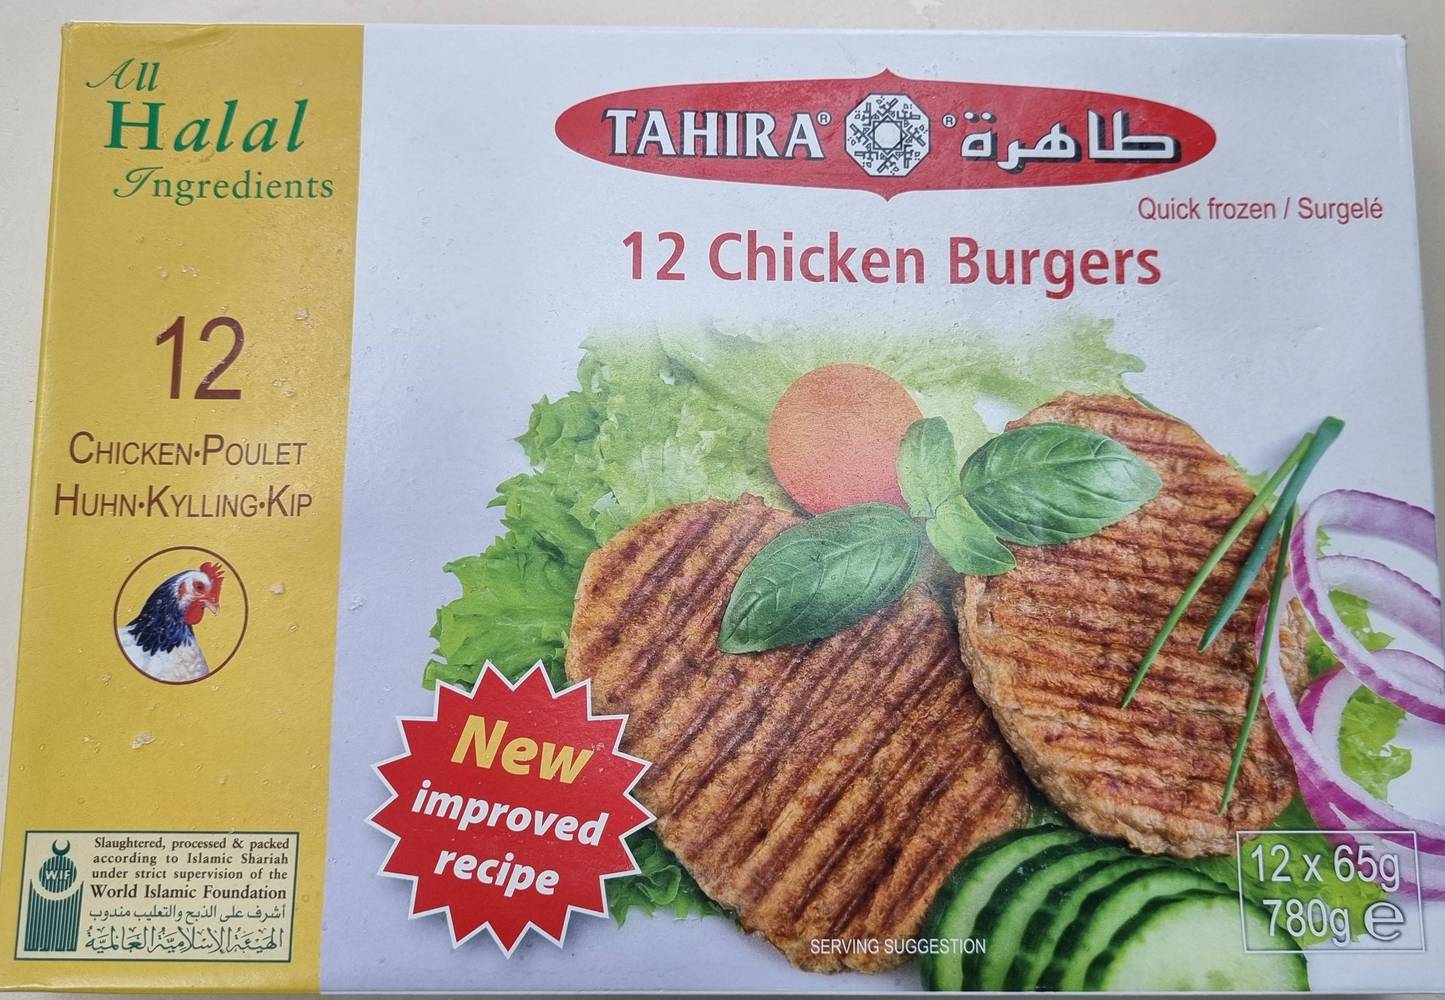 All
Halal
Ingredients
12
CHICKEN•POULET
HUHN•KYLLING•KIP
WIF
Slaughtered, processed & packed
according to Islamic Shariah
under strict supervision of the
World Islamic Foundation
أشرف على الذبح والتعليب مندوب
الهيئة الإسلامية العالمية
TAHIRA® ® طاهرة
Quick frozen / Surgelé
12 Chicken Burgers
New
improved
recipe
SERVING SUGGESTION
12 x 65g
780g ℮